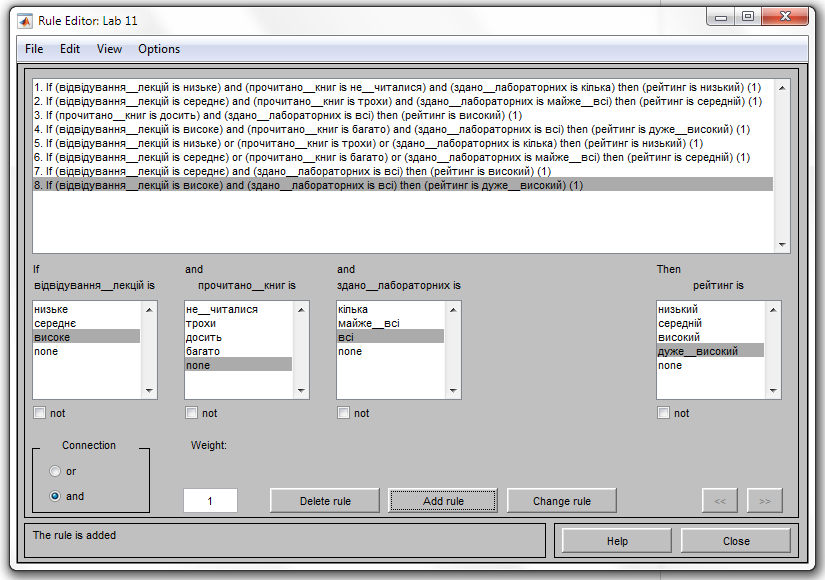 Rule Editor: Lab 11
File Edit View Options
1. If (відвідування__лекцій is низьке) and (прочитано__книг is не__читалися) and (здано__лабораторних is кілька) then (рейтинг is низький) (1)
2. If (відвідування__лекцій is середнє) and (прочитано__книг is трохи) and (здано__лабораторних is майже__всі) then (рейтинг is середній) (1)
3. If (прочитано__книг is досить) and (здано__лабораторних is всі) then (рейтинг is високий) (1)
4. If (відвідування__лекцій is високе) and (прочитано__книг is багато) and (здано__лабораторних is всі) then (рейтинг is дуже__високий) (1)
5. If (відвідування__лекцій is низьке) or (прочитано__книг is трохи) or (здано__лабораторних is кілька) then (рейтинг is низький) (1)
6. If (відвідування__лекцій is середнє) or (прочитано__книг is багато) or (здано__лабораторних is майже__всі) then (рейтинг is середній) (1)
7. If (відвідування__лекцій is середнє) and (здано__лабораторних is всі) then (рейтинг is високий) (1)
8. If (відвідування__лекцій is високе) and (здано__лабораторних is всі) then (рейтинг is дуже__високий) (1)
If and and Then
відвідування__лекцій is прочитано__книг is здано__лабораторних is рейтинг is
низьке не__читалися кілька низький
середнє трохи майже__всі середній
високе досить всі високий
none багато none дуже__високий
none none
not not not not
Connection Weight:
or
and 1 Delete rule Add rule Change rule << >>
The rule is added Help Close